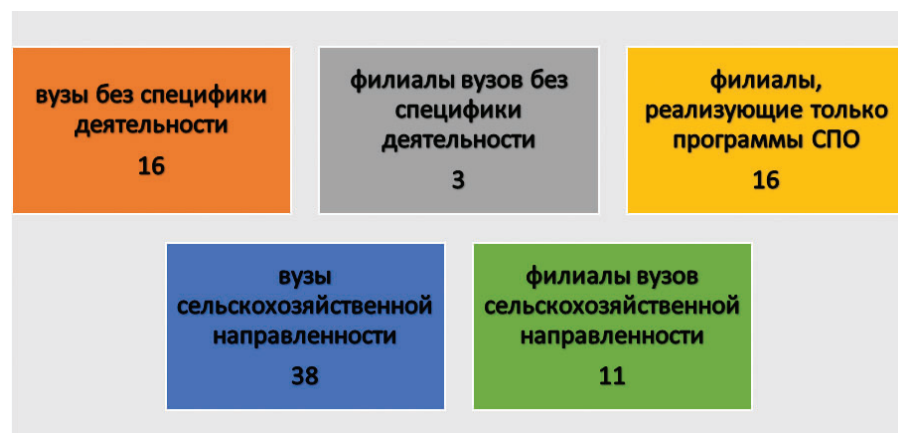 вузы без специфики
деятельности
16
филиалы вузов без
специфики
деятельности
3
филиалы,
реализующие только
программы СПО
16
вузы
сельскохозяйственной
направленности
38
филиалы вузов
сельскохозяйственной
направленности
11